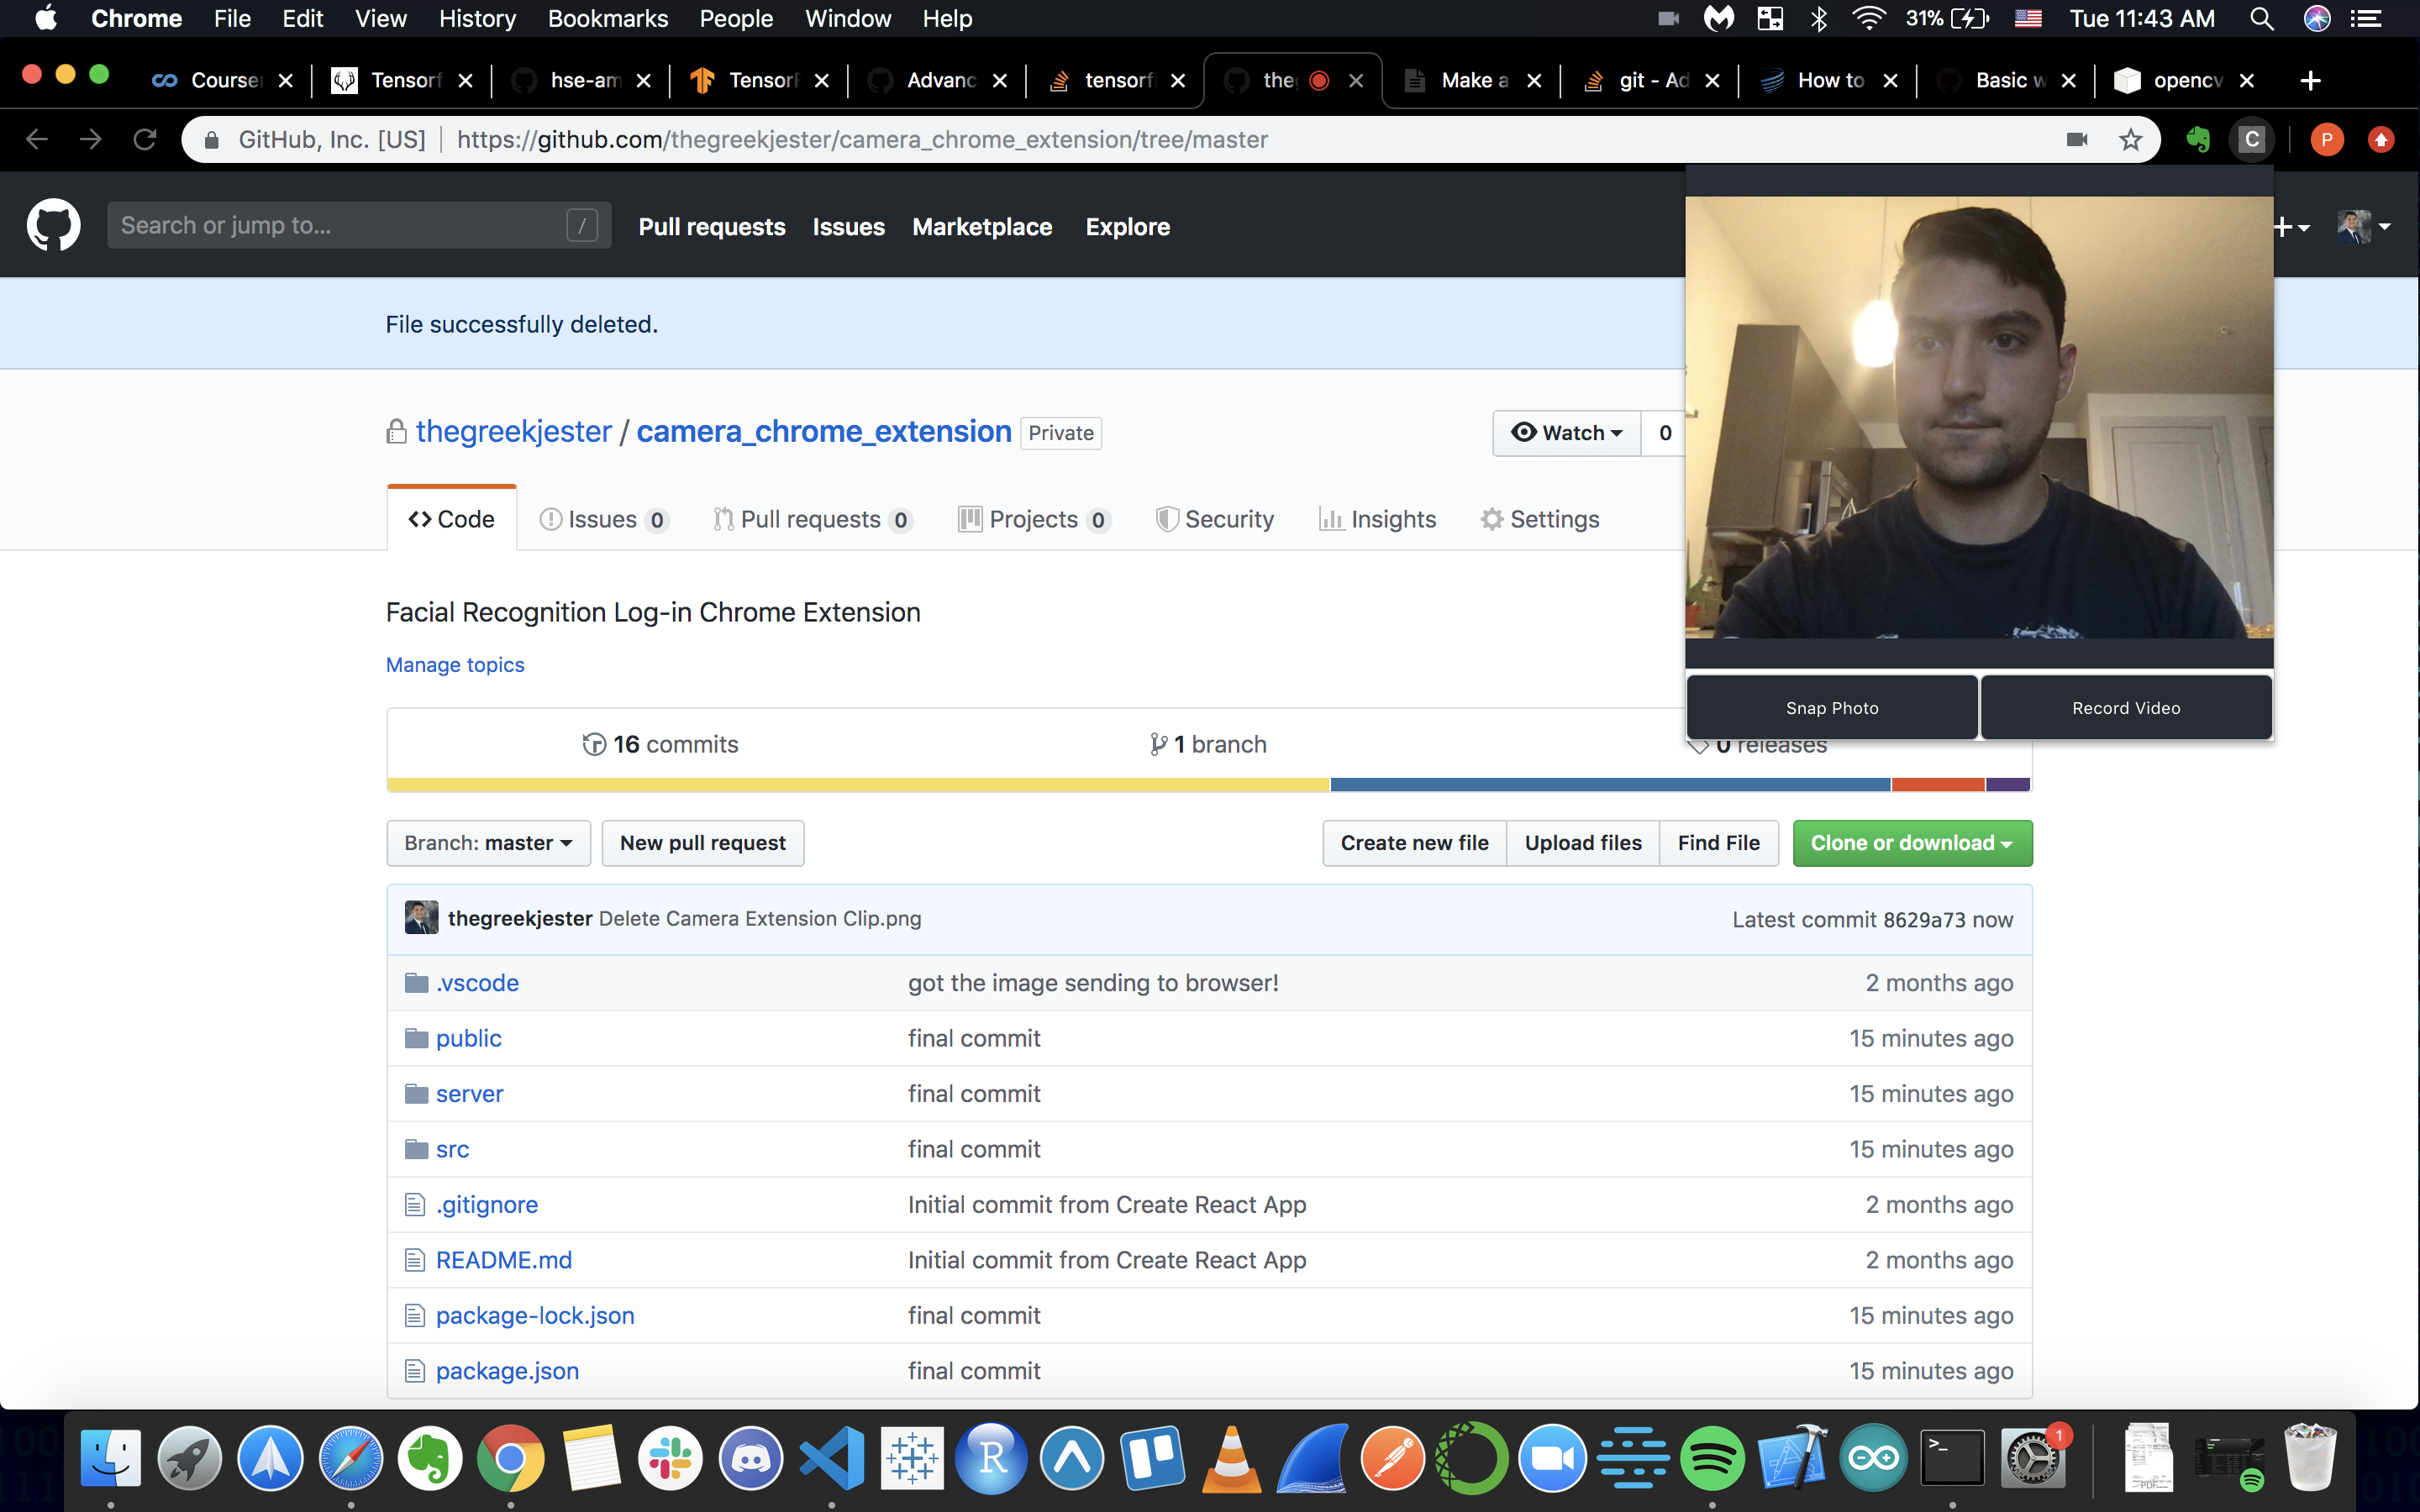 Chrome File Edit View History Bookmarks People Window Help 31% Tue 11:43 AM
Courser Tensorf hse-am TensorF Advanc tensorfl the Make a git - Ad How to Basic w opencv
GitHub, Inc. [US] https://github.com/thegreekjester/camera_chrome_extension/tree/master C P
Search or jump to... / Pull requests Issues Marketplace Explore
File successfully deleted.
thegreekjester / camera_chrome_extension Private Watch 0
Code Issues 0 Pull requests 0 Projects 0 Security Insights Settings
Facial Recognition Log-in Chrome Extension
Manage topics
Snap Photo Record Video
16 commits 1 branch 0 releases
Branch: master New pull request Create new file Upload files Find File Clone or download
thegreekjester Delete Camera Extension Clip.png Latest commit 8629a73 now
.vscode got the image sending to browser! 2 months ago
public final commit 15 minutes ago
server final commit 15 minutes ago
src final commit 15 minutes ago
.gitignore Initial commit from Create React App 2 months ago
README.md Initial commit from Create React App 2 months ago
package-lock.json final commit 15 minutes ago
package.json final commit 15 minutes ago
R >_ 1 PDF